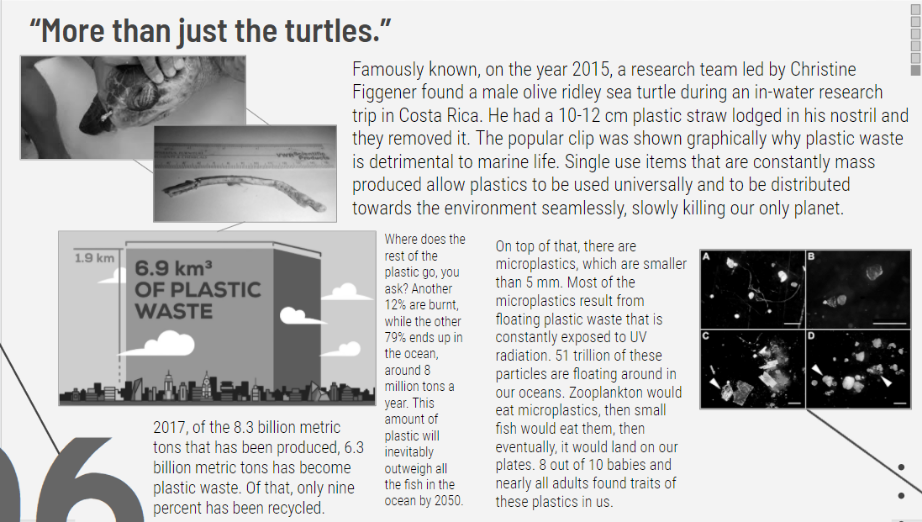 “More than just the turtles.”
Famously known, on the year 2015, a research team led by Christine
Figgener found a male olive ridley sea turtle during an in-water research
trip in Costa Rica. He had a 10-12 cm plastic straw lodged in his nostril and
they removed it. The popular clip was shown graphically why plastic waste
is detrimental to marine life. Single use items that are constantly mass
produced allow plastics to be used universally and to be distributed
towards the environment seamlessly, slowly killing our only planet.
1.9 km
6.9 km³
OF PLASTIC
WASTE
2017, of the 8.3 billion metric
tons that has been produced, 6.3
billion metric tons has become
plastic waste. Of that, only nine
percent has been recycled.
Where does the
rest of the
plastic go, you
ask? Another
12% are burnt,
while the other
79% ends up in
the ocean,
around 8
million tons a
year. This
amount of
plastic will
inevitably
outweigh all
the fish in the
ocean by 2050.
On top of that, there are
microplastics, which are smaller
than 5 mm. Most of the
microplastics result from
floating plastic waste that is
constantly exposed to UV
radiation. 51 trillion of these
particles are floating around in
our oceans. Zooplankton would
eat microplastics, then small
fish would eat them, then
eventually, it would land on our
plates. 8 out of 10 babies and
nearly all adults found traits of
these plastics in us.
A
B
C
D
06